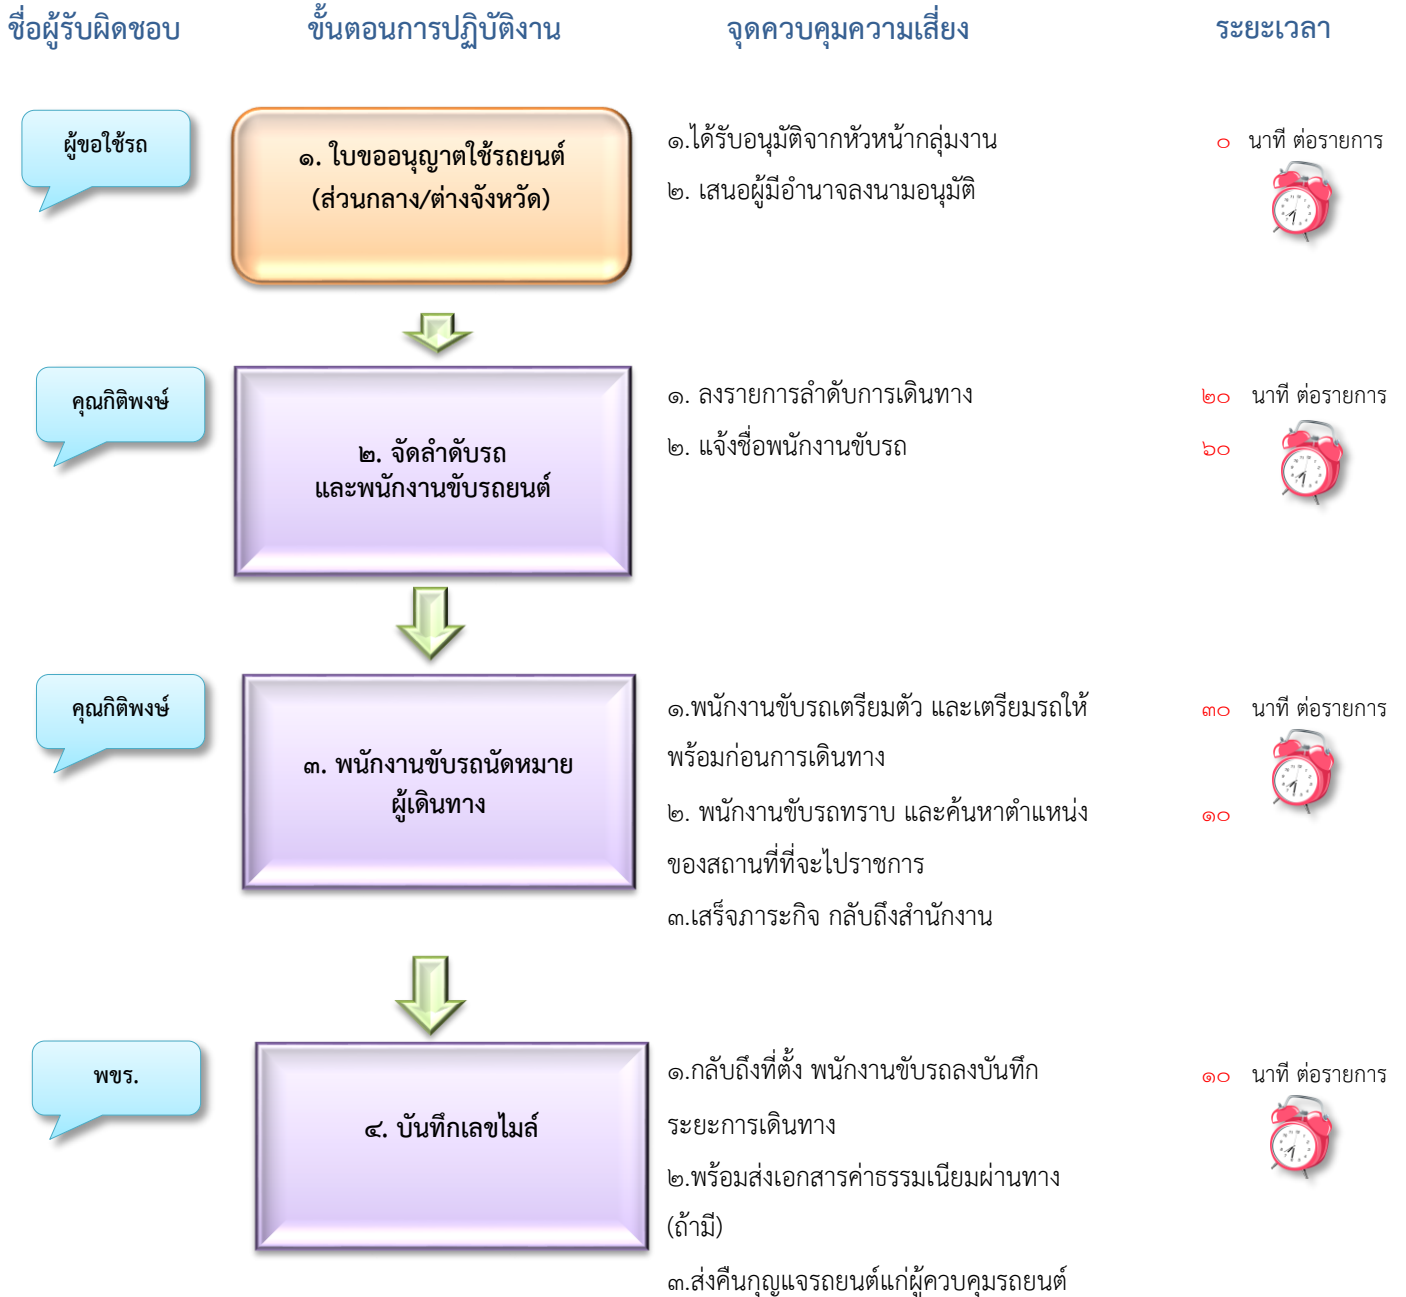 ชื่อผู้รับผิดชอบ ขั้นตอนการปฏิบัติงาน จุดควบคุมความเสี่ยง ระยะเวลา
ผู้ขอใช้รถ
๑. ใบขออนุญาตใช้รถยนต์
(ส่วนกลาง/ต่างจังหวัด)
๑.ได้รับอนุมัติจากหัวหน้ากลุ่มงาน
๒. เสนอผู้มีอำนาจลงนามอนุมัติ
๐ นาที ต่อรายการ
คุณกิติพงษ์
๒. จัดลำดับรถ
และพนักงานขับรถยนต์
๑. ลงรายการลำดับการเดินทาง
๒. แจ้งชื่อพนักงานขับรถ
๒๐ นาที ต่อรายการ
๖๐
คุณกิติพงษ์
๓. พนักงานขับรถนัดหมาย
ผู้เดินทาง
๑.พนักงานขับรถเตรียมตัว และเตรียมรถให้
พร้อมก่อนการเดินทาง
๒. พนักงานขับรถทราบ และค้นหาตำแหน่ง
ของสถานที่ที่จะไปราชการ
๓.เสร็จภาระกิจ กลับถึงสำนักงาน
๓๐ นาที ต่อรายการ
๑๐
พขร.
๔. บันทึกเลขไมล์
๑.กลับถึงที่ตั้ง พนักงานขับรถลงบันทึก
ระยะการเดินทาง
๒.พร้อมส่งเอกสารค่าธรรมเนียมผ่านทาง
(ถ้ามี)
๓.ส่งคืนกุญแจรถยนต์แก่ผู้ควบคุมรถยนต์
๑๐ นาที ต่อรายการ